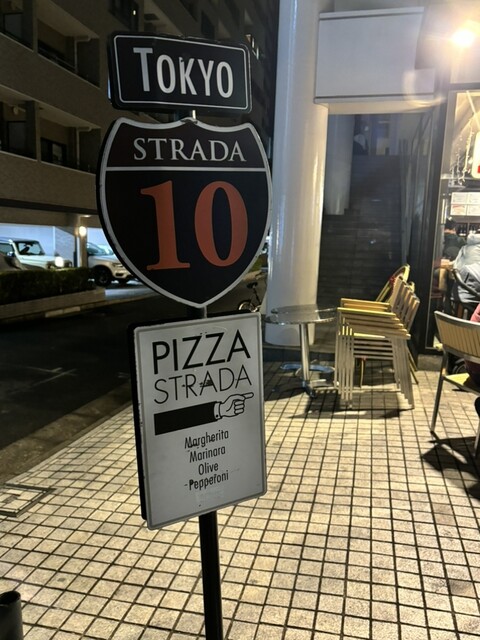 TOKYO
STRADA
10
PIZZA
STRADA
Margherita
Marinara
Olive
Pepperoni